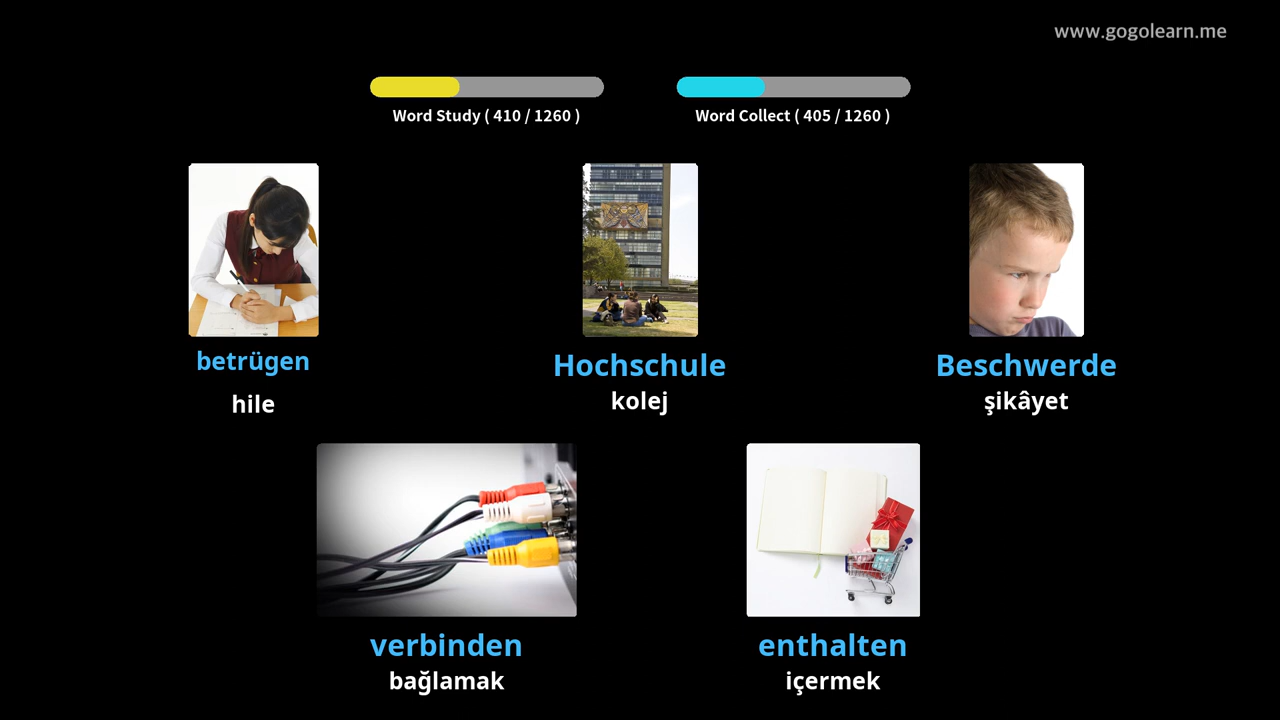 www.gogolearn.me
Word Study ( 410 / 1260 )
Word Collect ( 405 / 1260 )
betrügen
hile
Hochschule
kolej
Beschwerde
şikâyet
verbinden
bağlamak
enthalten
içermek